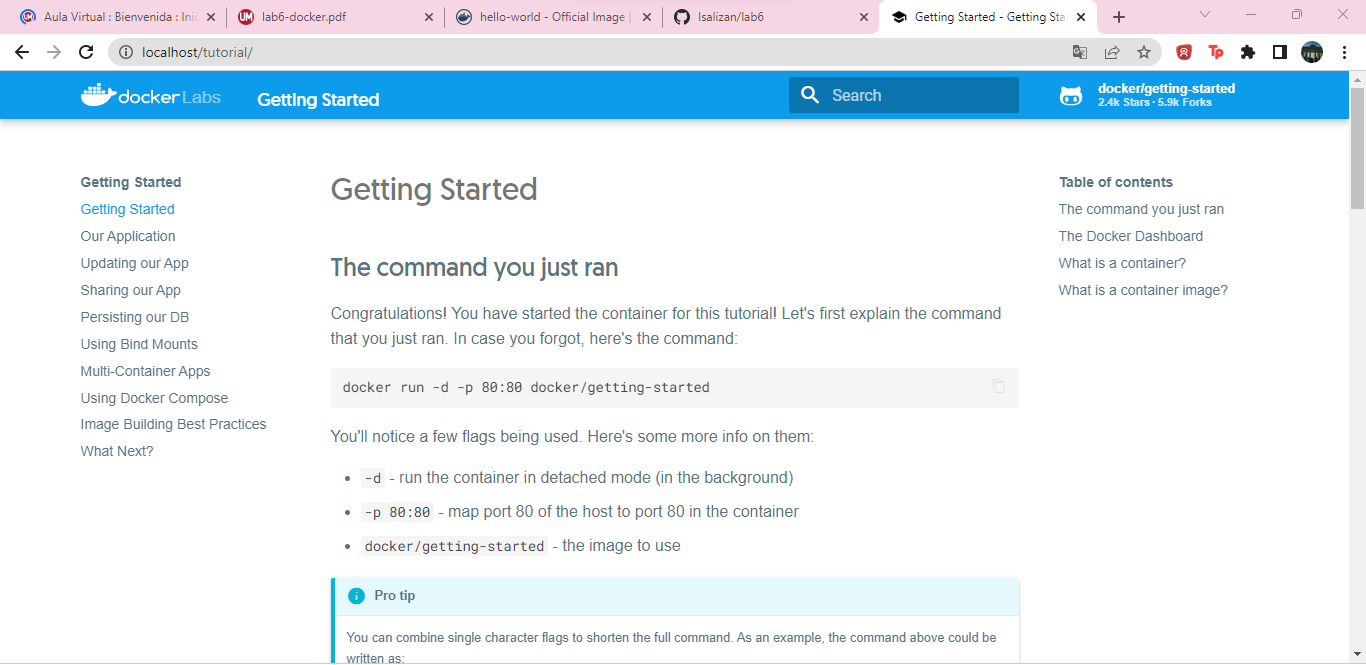 Aula Virtual : Bienvenida : Inic
lab6-docker.pdf
hello-world - Official Image |
Isalizan/lab6
Getting Started - Getting Star
localhost/tutorial/
docker Labs
Getting Started
Search
docker/getting-started
2.4k Stars · 5.9k Forks
Getting Started
Getting Started
Our Application
Updating our App
Sharing our App
Persisting our DB
Using Bind Mounts
Multi-Container Apps
Using Docker Compose
Image Building Best Practices
What Next?
Getting Started
The command you just ran
Congratulations! You have started the container for this tutorial! Let's first explain the command
that you just ran. In case you forgot, here's the command:
docker run -d -p 80:80 docker/getting-started
You'll notice a few flags being used. Here's some more info on them:
-d - run the container in detached mode (in the background)
-p 80:80 - map port 80 of the host to port 80 in the container
docker/getting-started - the image to use
Pro tip
You can combine single character flags to shorten the full command. As an example, the command above could be
written as:
Table of contents
The command you just ran
The Docker Dashboard
What is a container?
What is a container image?